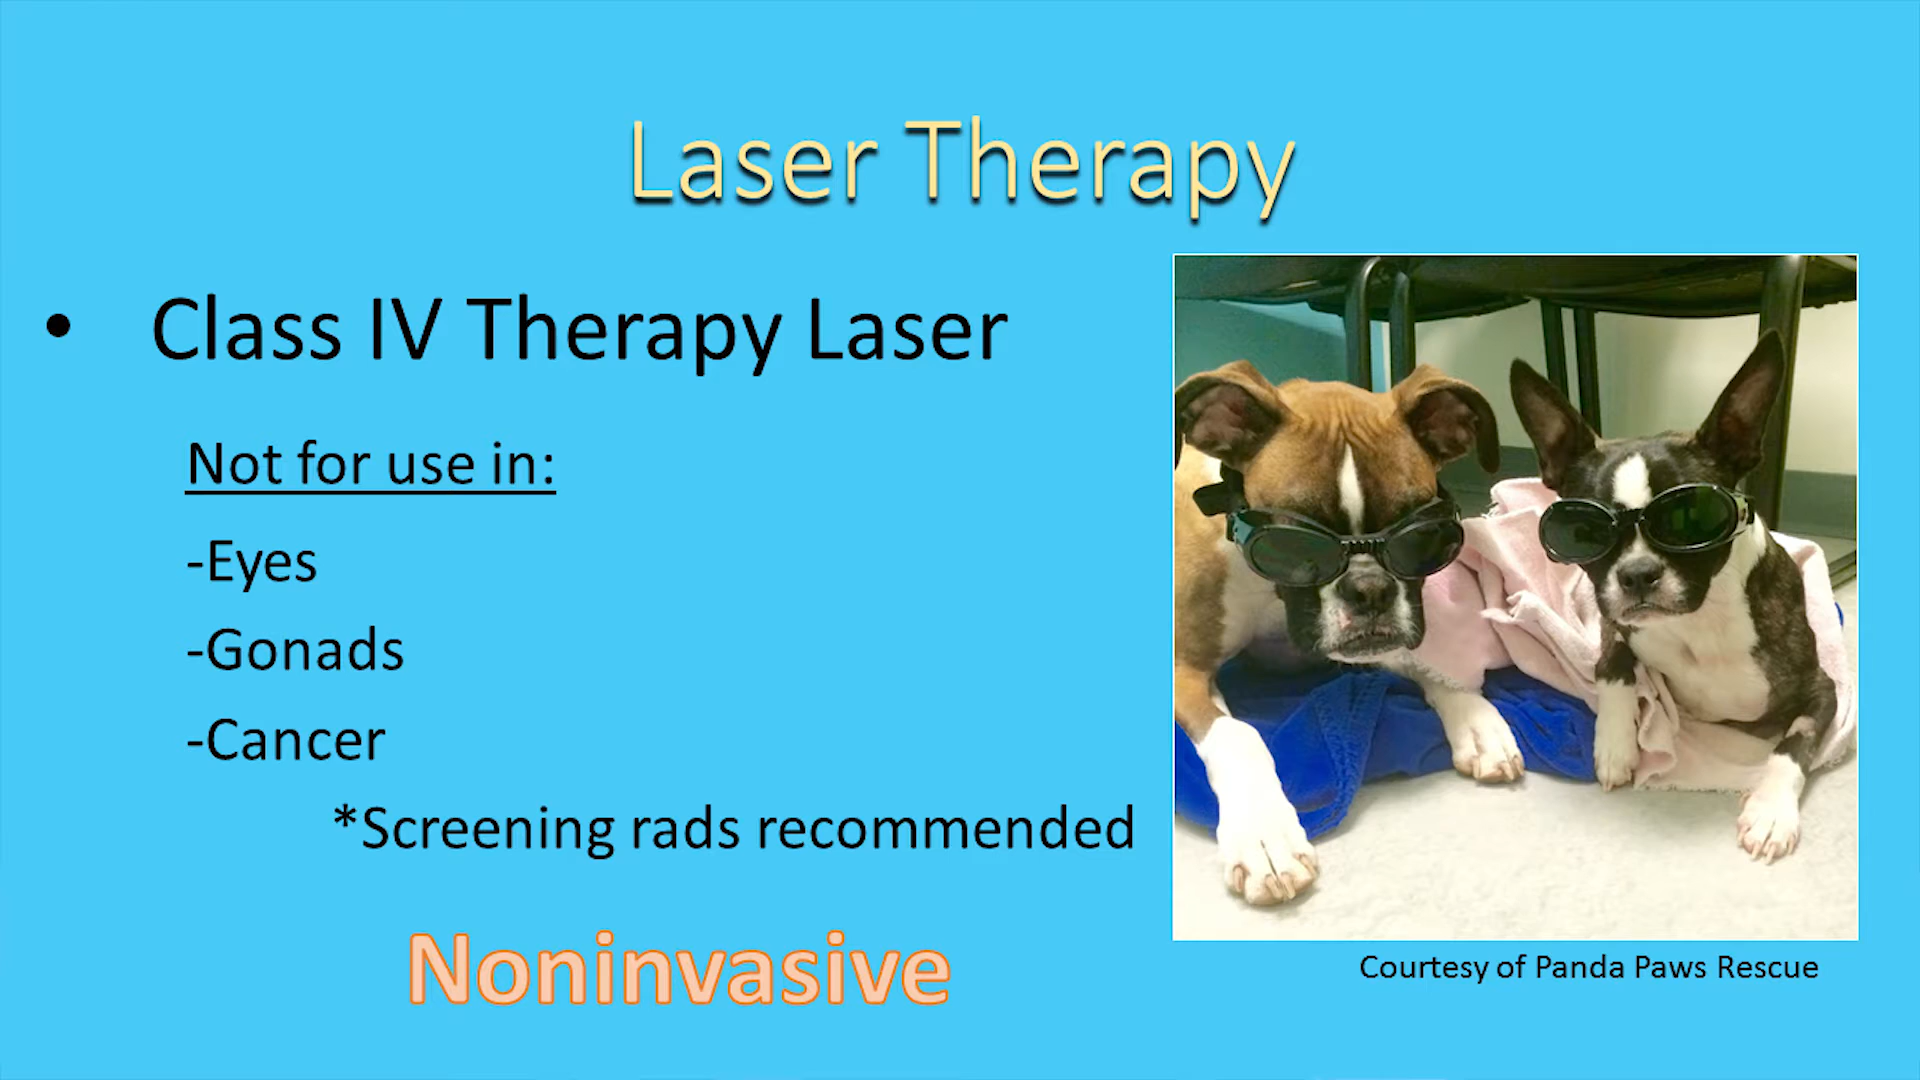 Laser Therapy
• Class IV Therapy Laser
Not for use in:
-Eyes
-Gonads
-Cancer
*Screening rads recommended
Noninvasive
Courtesy of Panda Paws Rescue